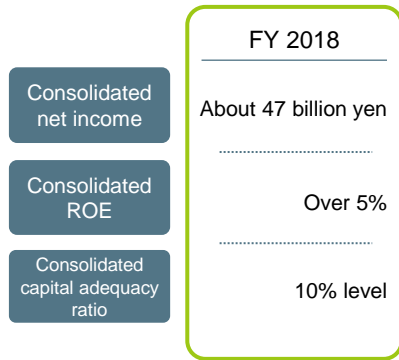 FY 2018
Consolidated
net income
About 47 billion yen
Consolidated
ROE
Over 5%
Consolidated
capital adequacy
ratio
10% level